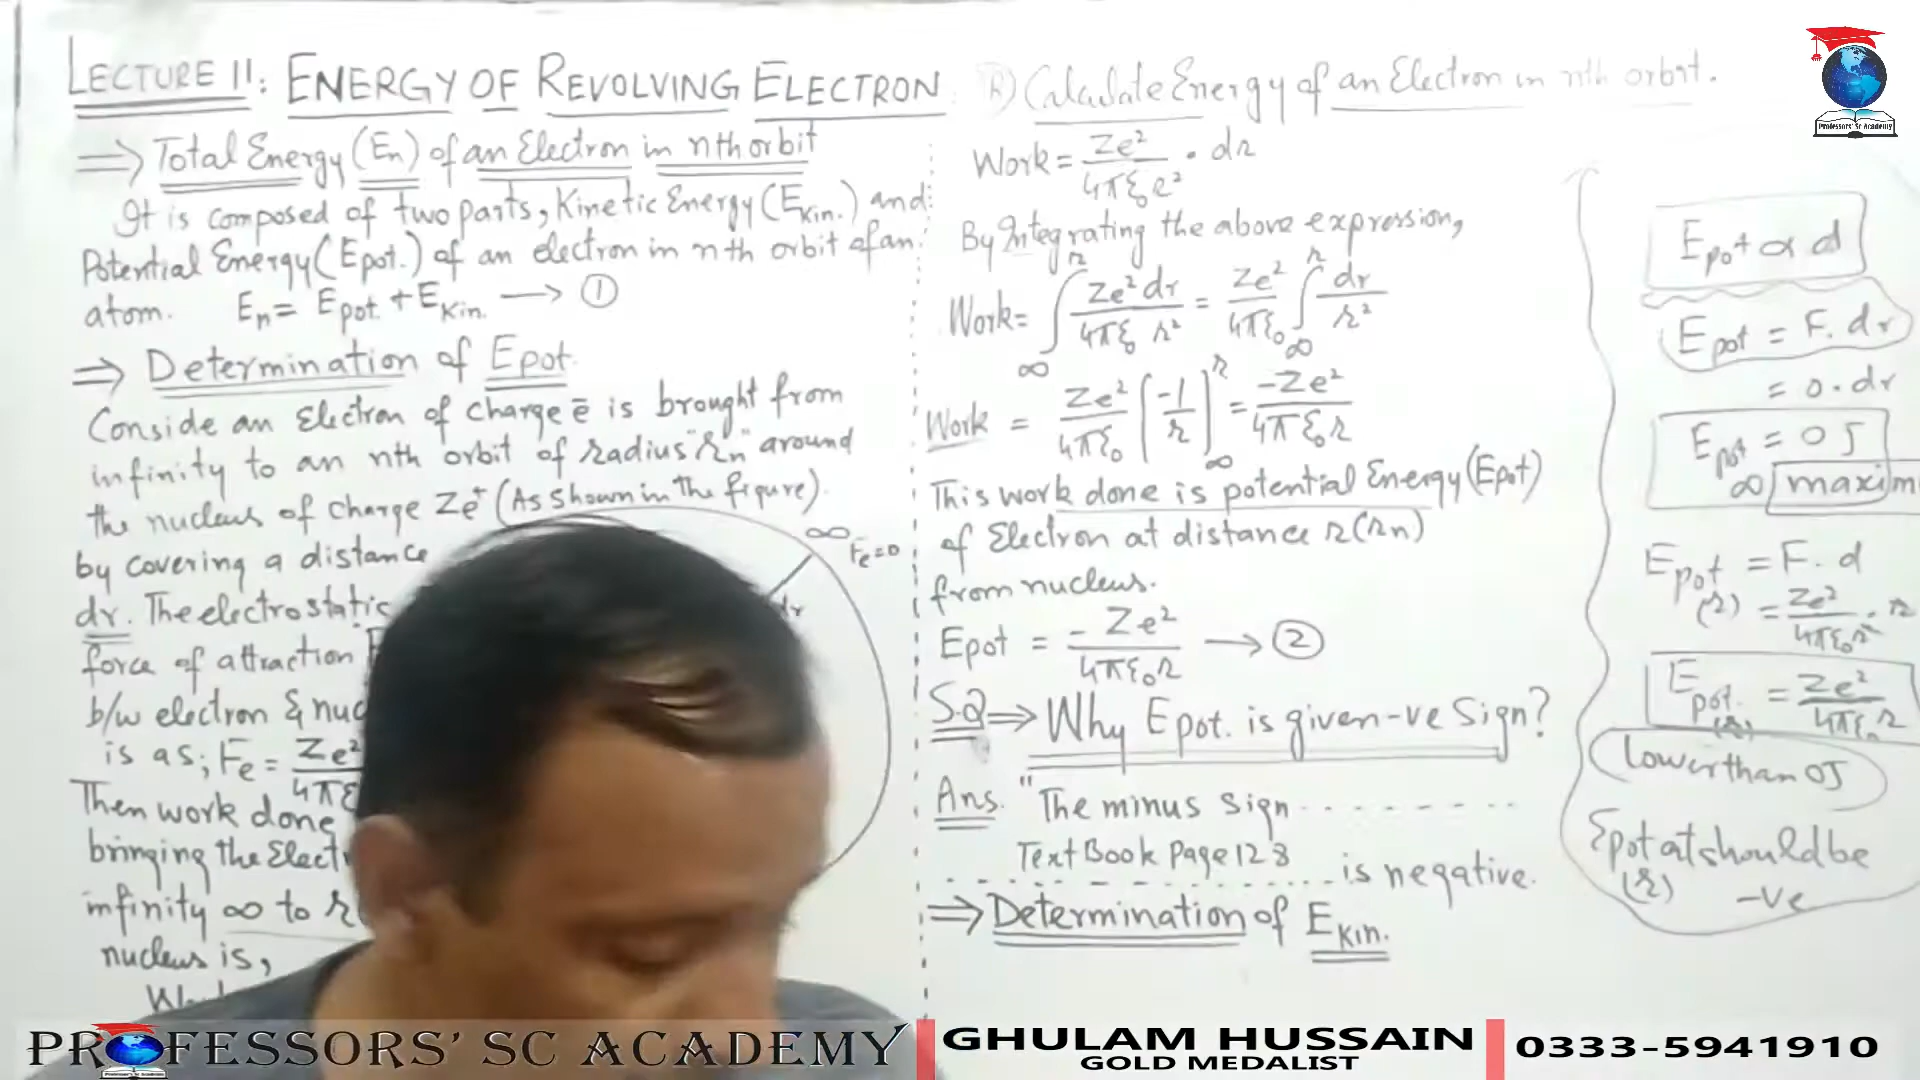 LECTURE 11: ENERGY OF REVOLVING ELECTRON
⇒ Total Energy (En) of an Electron in nth orbit
It is composed of two parts, Kinetic Energy (EKin.) and
Potential Energy (Epot.) of an electron in nth orbit of an
atom. En = Epot. + EKin. → ①
⇒ Determination of Epot.
Conside an Electron of charge ē is brought from
infinity to an nth orbit of radius "rn" around
the nucleus of charge Ze⁺ (As shown in the figure).
by covering a distance
dr. The electrostatic
force of attraction
b/w electron & nuc
is as; Fe = Ze²
4πε
Then work done
bringing the Elect
infinity ∞ to r
nucleus is,
∞ Fe=0
dr
Calculate Energy of an Electron in nth orbit.
Work = Ze²/4πε₀r² · dr
By Integrating the above expression,
Work = ∫∞^r Ze² dr/4πε₀ r² = Ze²/4πε₀ ∫∞^r dr/r²
Work = Ze²/4πε₀ [-1/r]∞^r = -Ze²/4πε₀r
This work done is potential Energy (Epot)
of Electron at distance r (rn)
from nucleus.
Epot = -Ze²/4πε₀r → ②
S.Q ⇒ Why Epot. is given -ve Sign?
Ans. "The minus sign . . . . . . . .
Text Book Page 123
. . . . . . . . . . . . is negative.
⇒ Determination of EKin.
Epot ∝ d
Epot = F. dr
= 0. dr
Epot = 0J
∞ maxim
Epot = F. d
(r) = Ze²/4πε₀r² · r
Epot. (r) = Ze²/4πε₀r
Lower than 0J
Epot at should be
(r) -ve
Professors' Sc Academy
PROFESSORS' SC ACADEMY
GHULAM HUSSAIN
GOLD MEDALIST
0333-5941910